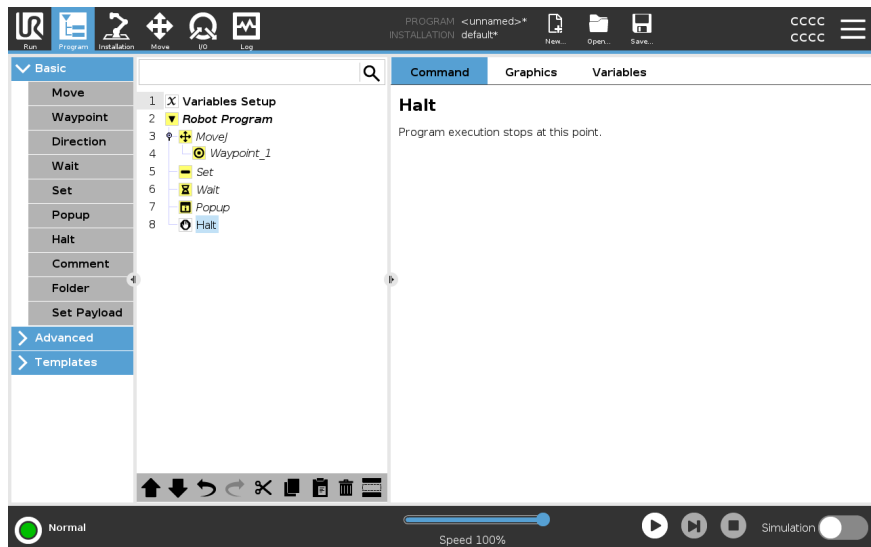 UR
Run
Program
Installation
Move
I/O
Log
PROGRAM <unnamed>*
INSTALLATION default*
New...
Open...
Save...
CCCC
CCCC
Basic
Move
Waypoint
Direction
Wait
Set
Popup
Halt
Comment
Folder
Set Payload
Advanced
Templates
1 X Variables Setup
2 Robot Program
3 MoveJ
4 Waypoint_1
5 Set
6 Wait
7 Popup
8 Halt
Command Graphics Variables
Halt
Program execution stops at this point.
Normal
Speed 100%
Simulation